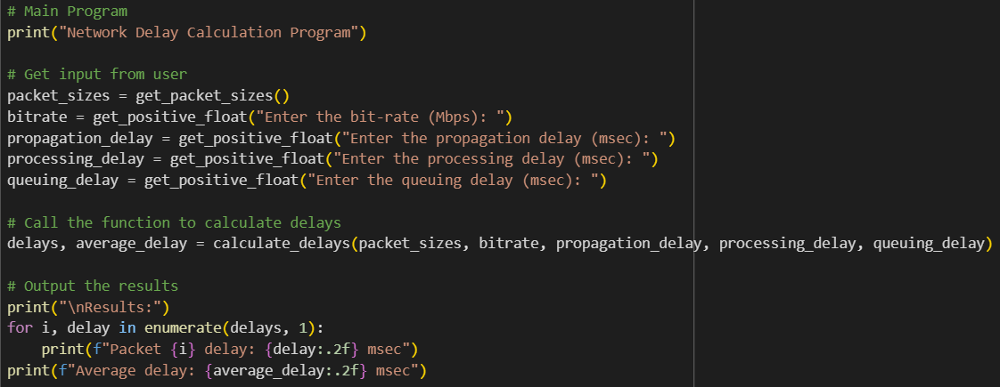 # Main Program
print("Network Delay Calculation Program")
# Get input from user
packet_sizes = get_packet_sizes()
bitrate = get_positive_float("Enter the bit-rate (Mbps): ")
propagation_delay = get_positive_float("Enter the propagation delay (msec): ")
processing_delay = get_positive_float("Enter the processing delay (msec): ")
queuing_delay = get_positive_float("Enter the queuing delay (msec): ")
# Call the function to calculate delays
delays, average_delay = calculate_delays(packet_sizes, bitrate, propagation_delay, processing_delay, queuing_delay)
# Output the results
print("\nResults:")
for i, delay in enumerate(delays, 1):
    print(f"Packet {i} delay: {delay:.2f} msec")
print(f"Average delay: {average_delay:.2f} msec")